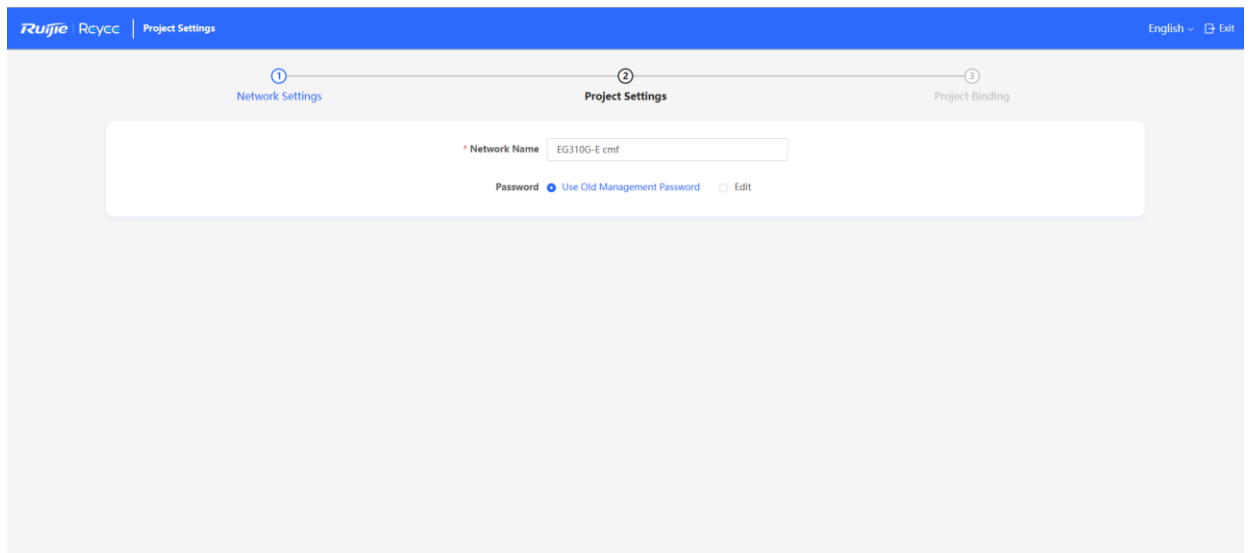 Ruijie Rcycc Project Settings English Exit
1 2 3
Network Settings Project Settings Project Binding
* Network Name EG310G-E cmf
Password Use Old Management Password Edit